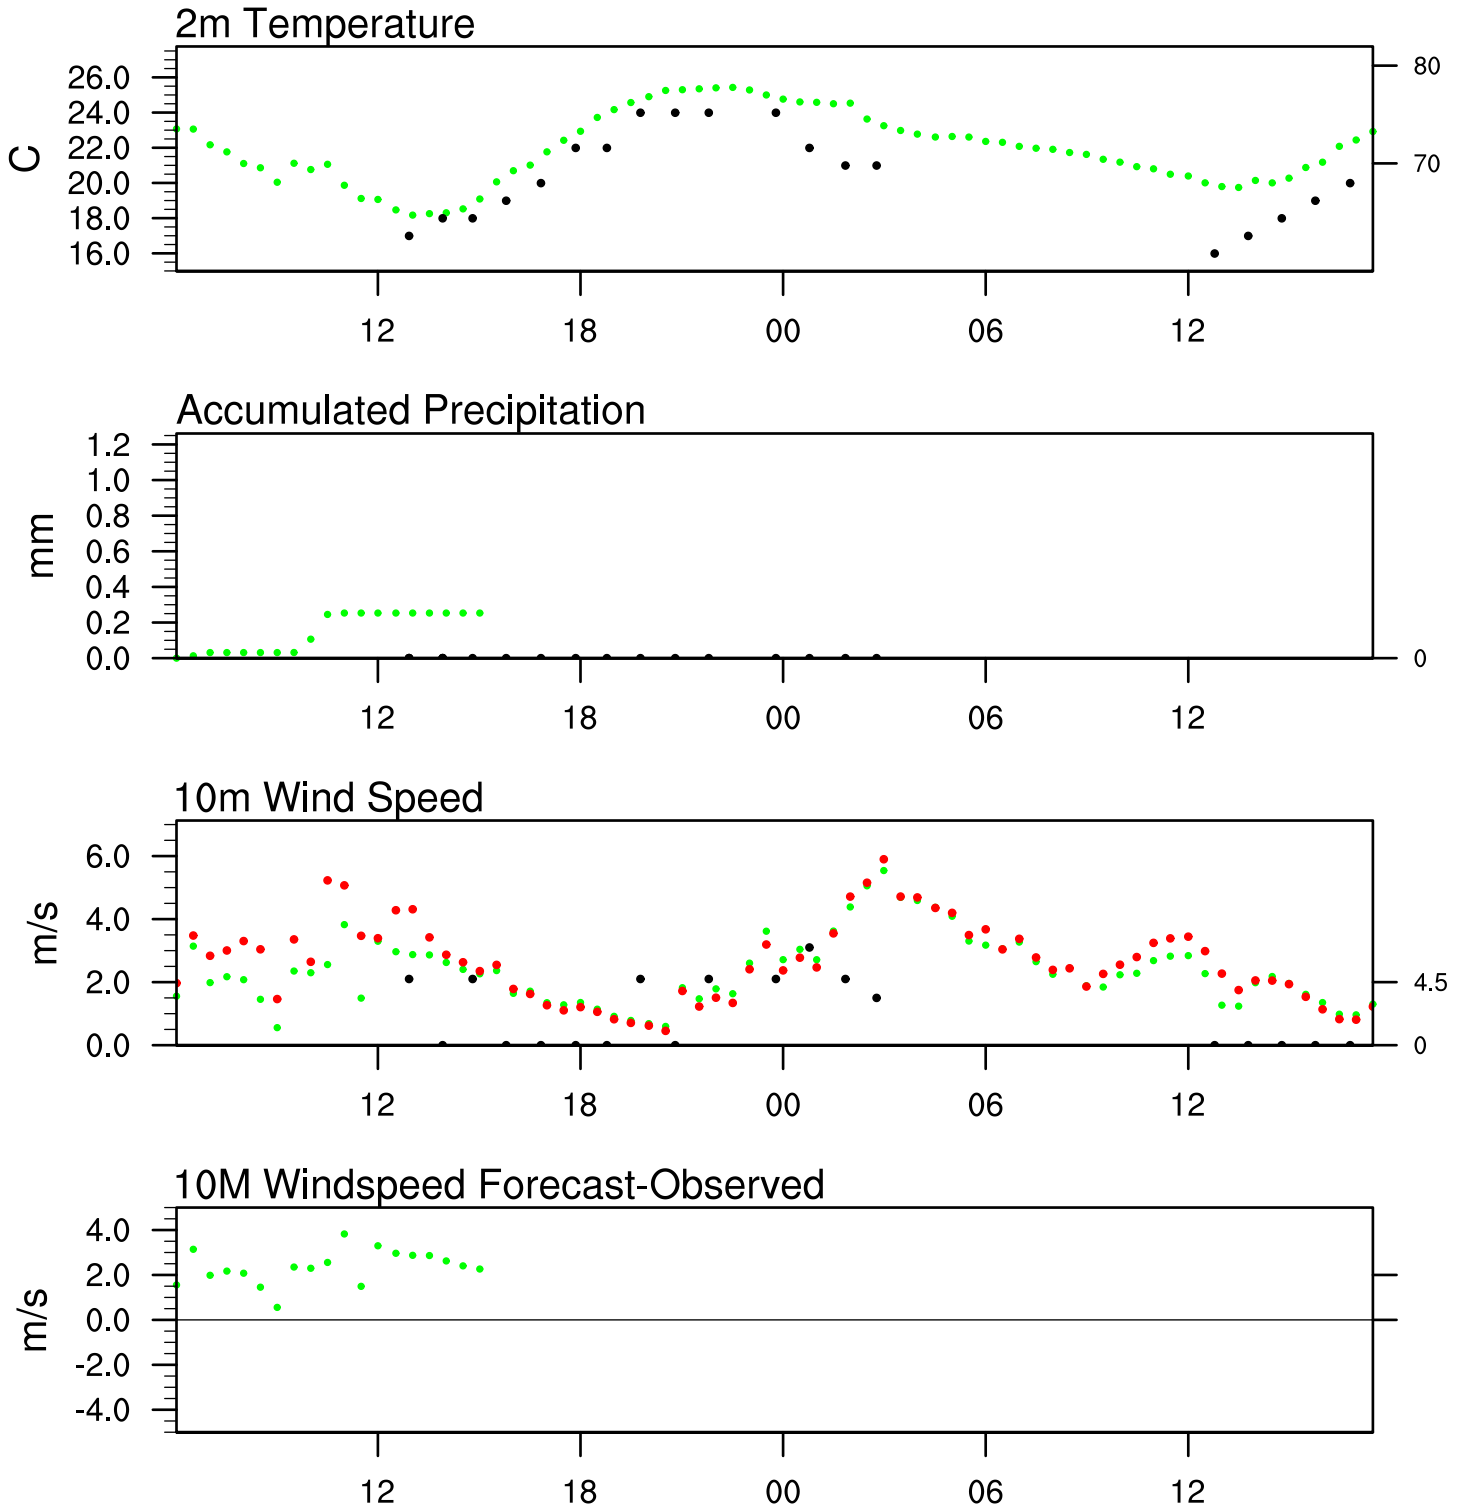 2m Temperature
26.0
24.0
22.0
20.0
18.0
16.0
C
80
70
12 18 00 06 12
Accumulated Precipitation
1.2
1.0
0.8
0.6
0.4
0.2
0.0
mm
0
12 18 00 06 12
10m Wind Speed
6.0
4.0
2.0
0.0
m/s
4.5
0
12 18 00 06 12
10M Windspeed Forecast-Observed
4.0
2.0
0.0
-2.0
-4.0
m/s
12 18 00 06 12